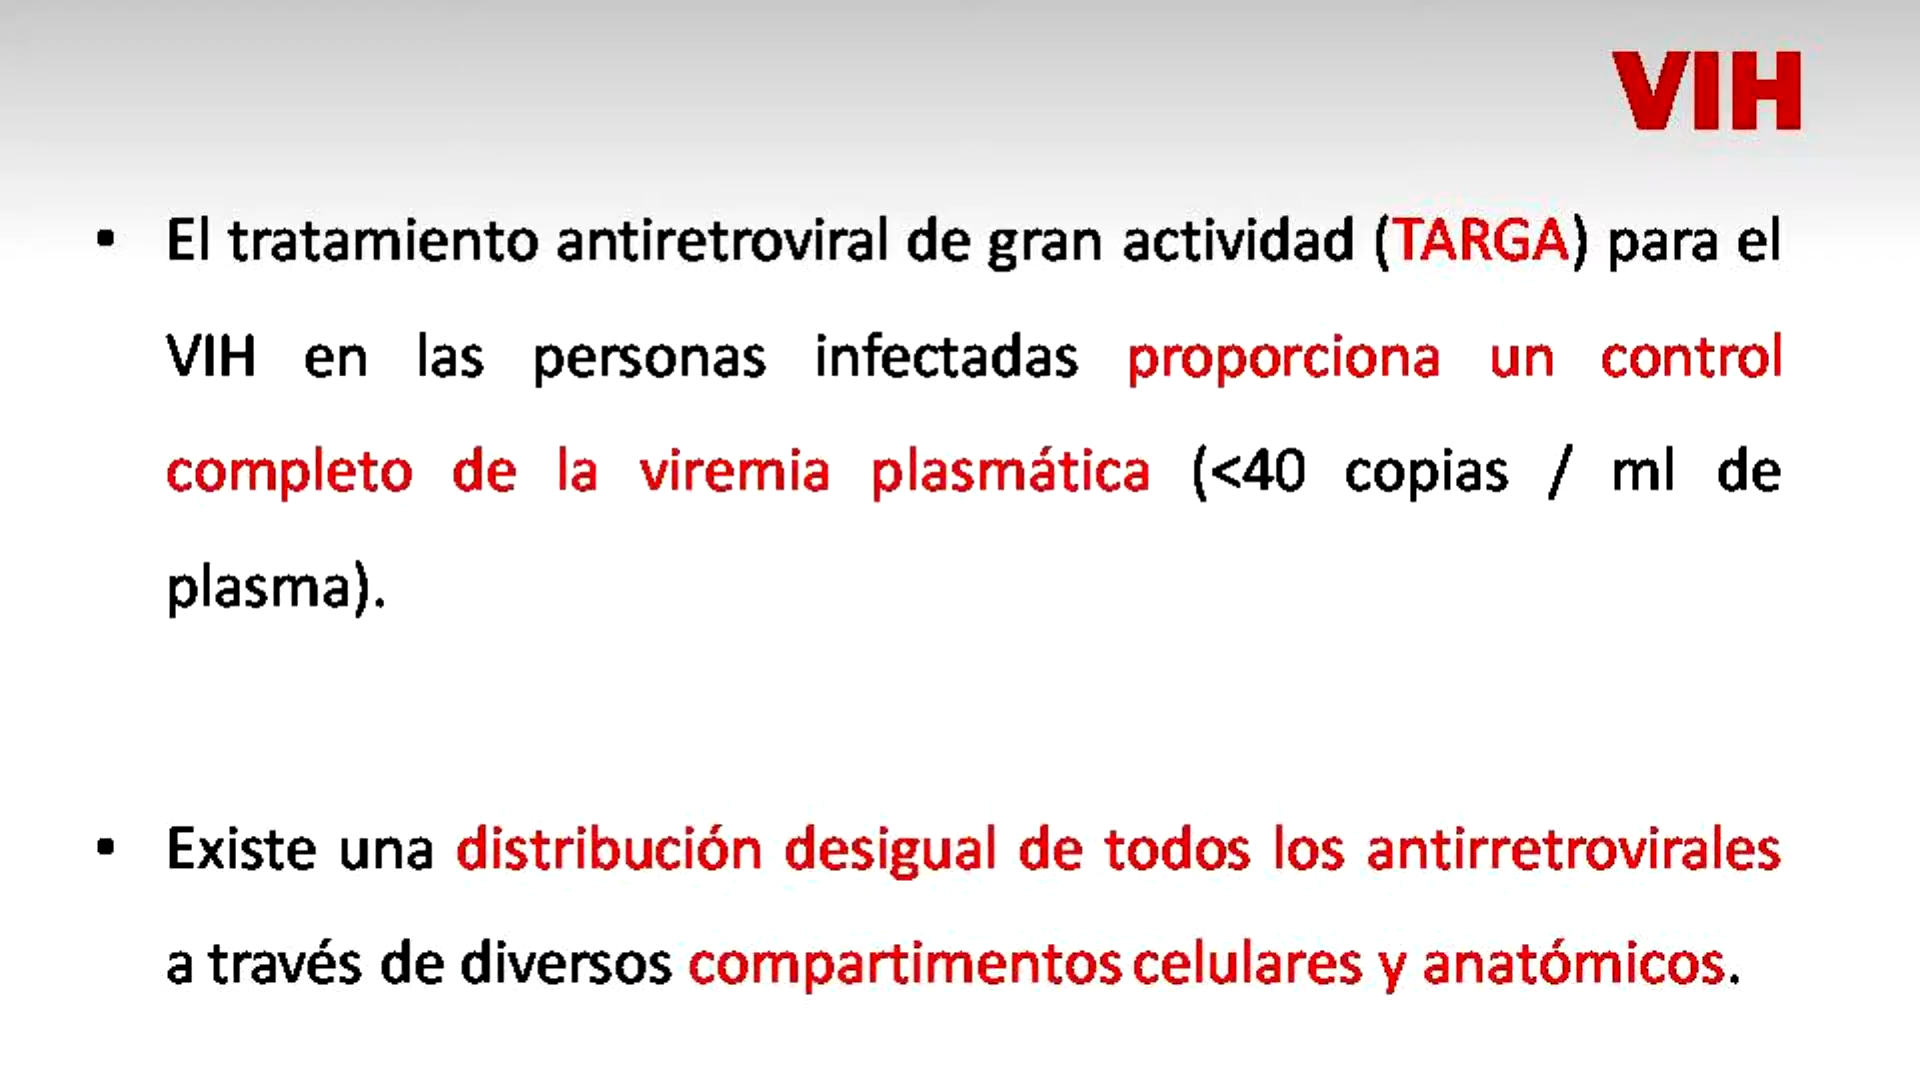 VIH
• El tratamiento antiretroviral de gran actividad (TARGA) para el
VIH en las personas infectadas proporciona un control
completo de la viremia plasmática (<40 copias / ml de
plasma).
• Existe una distribución desigual de todos los antirretrovirales
a través de diversos compartimentos celulares y anatómicos.